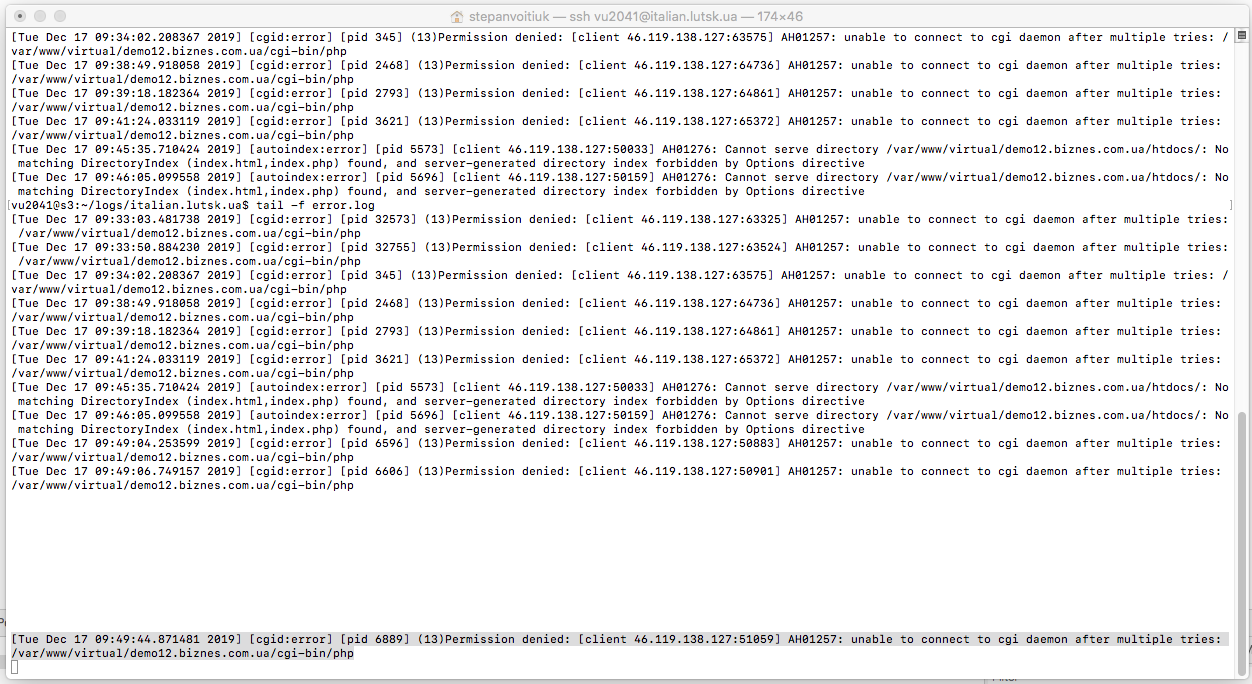 stepanvoitiuk — ssh vu2041@italian.lutsk.ua — 174×46
[Tue Dec 17 09:34:02.208367 2019] [cgid:error] [pid 345] (13)Permission denied: [client 46.119.138.127:63575] AH01257: unable to connect to cgi daemon after multiple tries: /
var/www/virtual/demo12.biznes.com.ua/cgi-bin/php
[Tue Dec 17 09:38:49.918058 2019] [cgid:error] [pid 2468] (13)Permission denied: [client 46.119.138.127:64736] AH01257: unable to connect to cgi daemon after multiple tries:
/var/www/virtual/demo12.biznes.com.ua/cgi-bin/php
[Tue Dec 17 09:39:18.182364 2019] [cgid:error] [pid 2793] (13)Permission denied: [client 46.119.138.127:64861] AH01257: unable to connect to cgi daemon after multiple tries:
/var/www/virtual/demo12.biznes.com.ua/cgi-bin/php
[Tue Dec 17 09:41:24.033119 2019] [cgid:error] [pid 3621] (13)Permission denied: [client 46.119.138.127:65372] AH01257: unable to connect to cgi daemon after multiple tries:
/var/www/virtual/demo12.biznes.com.ua/cgi-bin/php
[Tue Dec 17 09:45:35.710424 2019] [autoindex:error] [pid 5573] [client 46.119.138.127:50033] AH01276: Cannot serve directory /var/www/virtual/demo12.biznes.com.ua/htdocs/: No
matching DirectoryIndex (index.html,index.php) found, and server-generated directory index forbidden by Options directive
[Tue Dec 17 09:46:05.099558 2019] [autoindex:error] [pid 5696] [client 46.119.138.127:50159] AH01276: Cannot serve directory /var/www/virtual/demo12.biznes.com.ua/htdocs/: No
matching DirectoryIndex (index.html,index.php) found, and server-generated directory index forbidden by Options directive
[vu2041@s3:~/logs/italian.lutsk.ua$ tail -f error.log ]
[Tue Dec 17 09:33:03.481738 2019] [cgid:error] [pid 32573] (13)Permission denied: [client 46.119.138.127:63325] AH01257: unable to connect to cgi daemon after multiple tries:
/var/www/virtual/demo12.biznes.com.ua/cgi-bin/php
[Tue Dec 17 09:33:50.884230 2019] [cgid:error] [pid 32755] (13)Permission denied: [client 46.119.138.127:63524] AH01257: unable to connect to cgi daemon after multiple tries:
/var/www/virtual/demo12.biznes.com.ua/cgi-bin/php
[Tue Dec 17 09:34:02.208367 2019] [cgid:error] [pid 345] (13)Permission denied: [client 46.119.138.127:63575] AH01257: unable to connect to cgi daemon after multiple tries: /
var/www/virtual/demo12.biznes.com.ua/cgi-bin/php
[Tue Dec 17 09:38:49.918058 2019] [cgid:error] [pid 2468] (13)Permission denied: [client 46.119.138.127:64736] AH01257: unable to connect to cgi daemon after multiple tries:
/var/www/virtual/demo12.biznes.com.ua/cgi-bin/php
[Tue Dec 17 09:39:18.182364 2019] [cgid:error] [pid 2793] (13)Permission denied: [client 46.119.138.127:64861] AH01257: unable to connect to cgi daemon after multiple tries:
/var/www/virtual/demo12.biznes.com.ua/cgi-bin/php
[Tue Dec 17 09:41:24.033119 2019] [cgid:error] [pid 3621] (13)Permission denied: [client 46.119.138.127:65372] AH01257: unable to connect to cgi daemon after multiple tries:
/var/www/virtual/demo12.biznes.com.ua/cgi-bin/php
[Tue Dec 17 09:45:35.710424 2019] [autoindex:error] [pid 5573] [client 46.119.138.127:50033] AH01276: Cannot serve directory /var/www/virtual/demo12.biznes.com.ua/htdocs/: No
matching DirectoryIndex (index.html,index.php) found, and server-generated directory index forbidden by Options directive
[Tue Dec 17 09:46:05.099558 2019] [autoindex:error] [pid 5696] [client 46.119.138.127:50159] AH01276: Cannot serve directory /var/www/virtual/demo12.biznes.com.ua/htdocs/: No
matching DirectoryIndex (index.html,index.php) found, and server-generated directory index forbidden by Options directive
[Tue Dec 17 09:49:04.253599 2019] [cgid:error] [pid 6596] (13)Permission denied: [client 46.119.138.127:50883] AH01257: unable to connect to cgi daemon after multiple tries:
/var/www/virtual/demo12.biznes.com.ua/cgi-bin/php
[Tue Dec 17 09:49:06.749157 2019] [cgid:error] [pid 6606] (13)Permission denied: [client 46.119.138.127:50901] AH01257: unable to connect to cgi daemon after multiple tries:
/var/www/virtual/demo12.biznes.com.ua/cgi-bin/php
[Tue Dec 17 09:49:44.871481 2019] [cgid:error] [pid 6889] (13)Permission denied: [client 46.119.138.127:51059] AH01257: unable to connect to cgi daemon after multiple tries:
/var/www/virtual/demo12.biznes.com.ua/cgi-bin/php